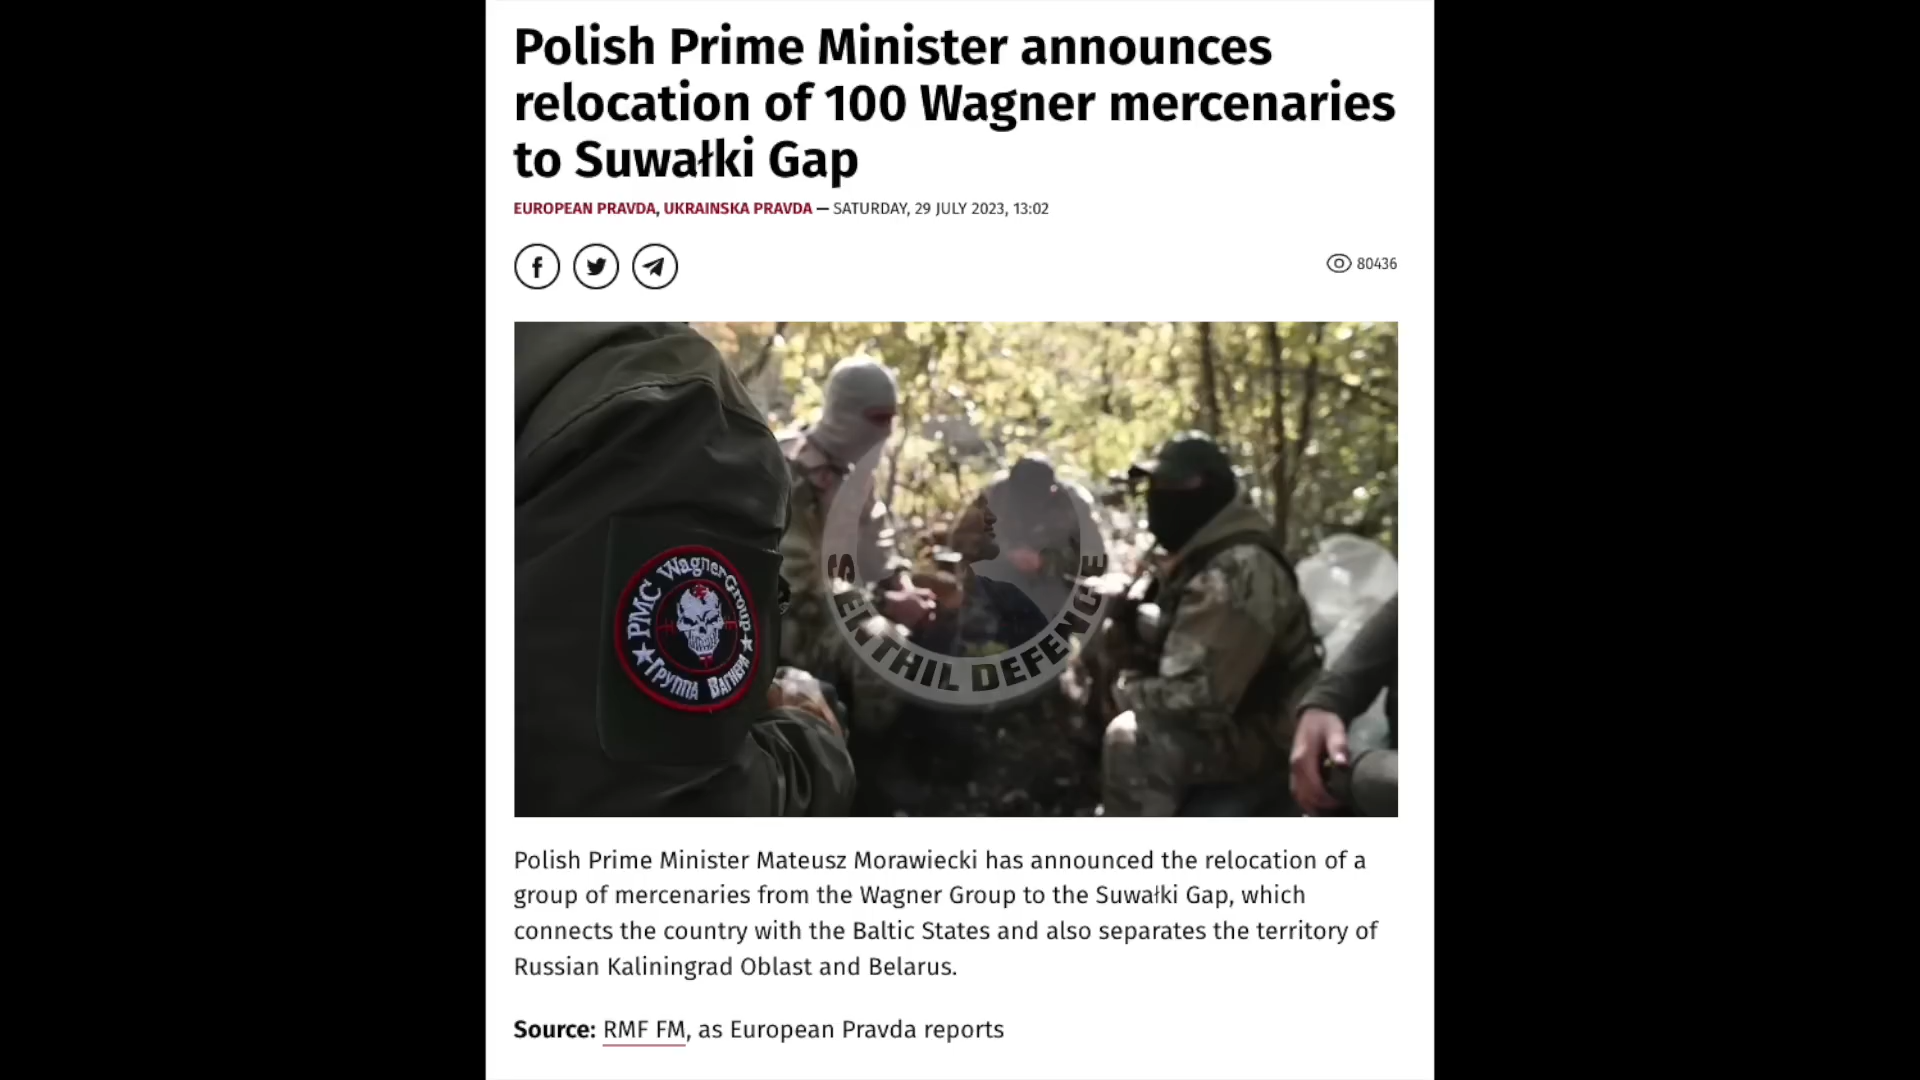 Polish Prime Minister announces
relocation of 100 Wagner mercenaries
to Suwałki Gap
EUROPEAN PRAVDA, UKRAINSKA PRAVDA — SATURDAY, 29 JULY 2023, 13:02
80436
PMC Wagner Group
Группа Вагнера
SENTHIL DEFENCE
Polish Prime Minister Mateusz Morawiecki has announced the relocation of a
group of mercenaries from the Wagner Group to the Suwałki Gap, which
connects the country with the Baltic States and also separates the territory of
Russian Kaliningrad Oblast and Belarus.
Source: RMF FM, as European Pravda reports